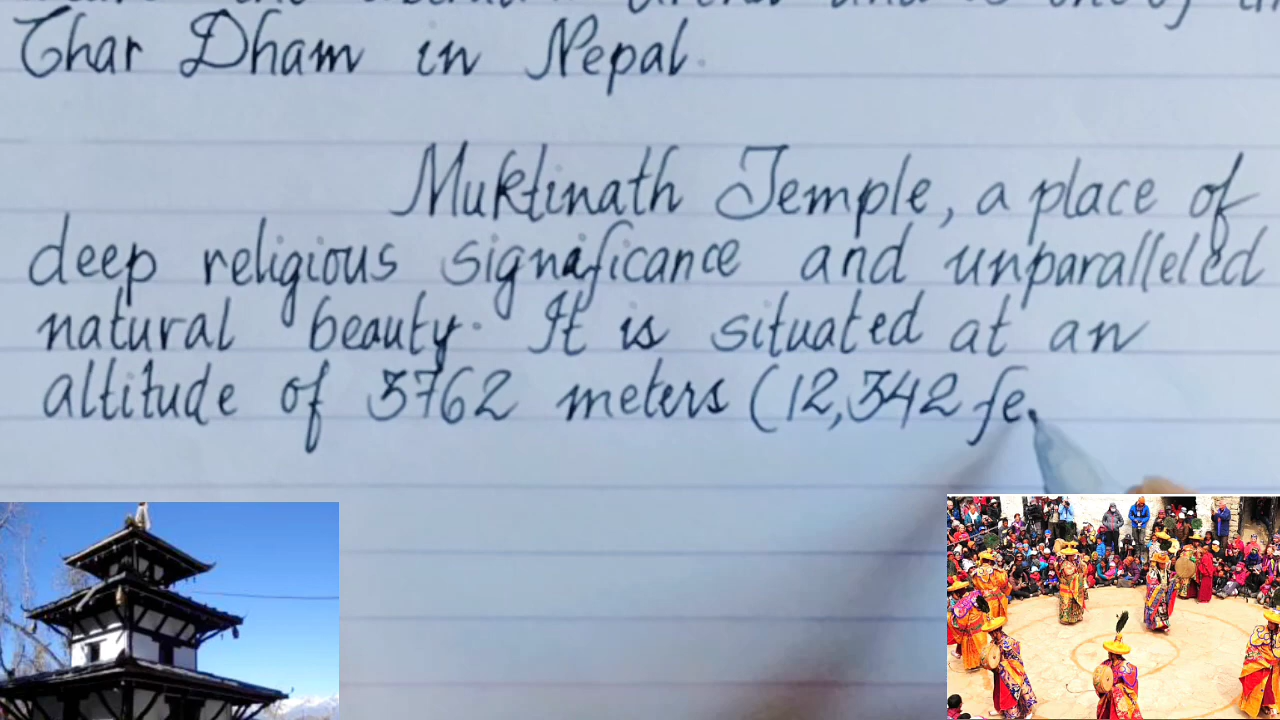 Char Dham in Nepal.
Muktinath Temple, a place of
deep religious significance and unparalleled
natural beauty. It is situated at an
altitude of 3762 meters (12,342 fe